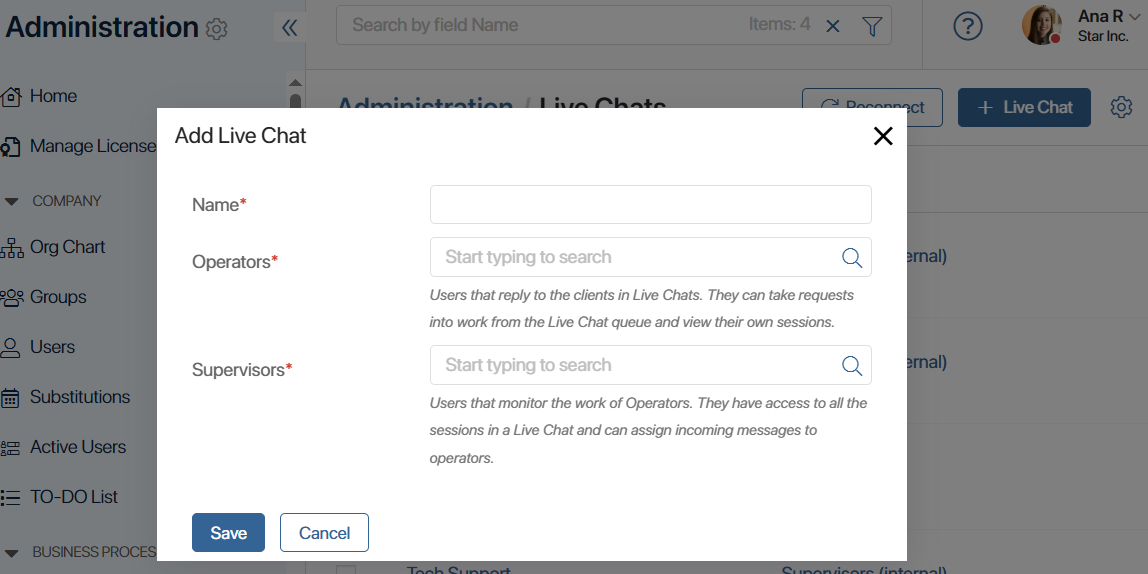 Administration
Search by field Name
Items: 4
Ana R
Star Inc.
Home
Manage License
COMPANY
Org Chart
Groups
Users
Substitutions
Active Users
TO-DO List
BUSINESS PROCES
Administration / Live Chats
Reconnect
+ Live Chat
Add Live Chat
Name*
Operators*
Start typing to search
Users that reply to the clients in Live Chats. They can take requests
into work from the Live Chat queue and view their own sessions.
Supervisors*
Start typing to search
Users that monitor the work of Operators. They have access to all the
sessions in a Live Chat and can assign incoming messages to
operators.
Save
Cancel
ernal)
ernal)
Tech Support
Supervisors (internal)